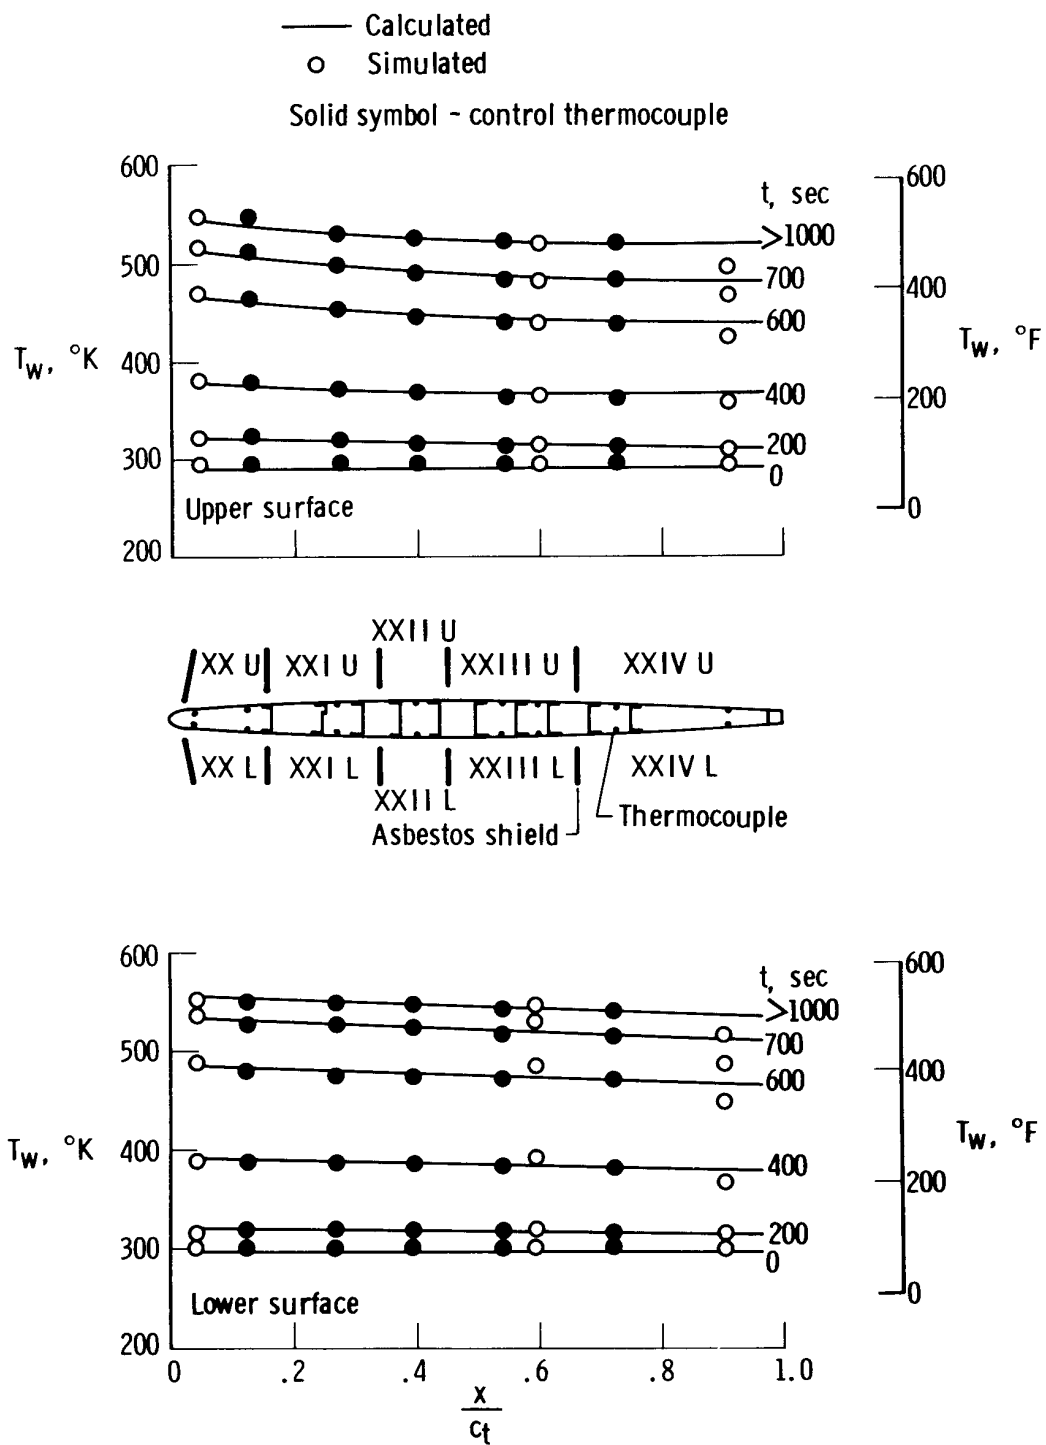 Calculated
Simulated
Solid symbol - control thermocouple
600
500
400
300
200
T_w, °K
t, sec
>1000
700
600
400
200
0
600
400
200
0
T_w, °F
Upper surface
XXII U
XX U XXI U XXIII U XXIV U
XX L XXI L XXIII L XXIV L
XXII L
Asbestos shield
Thermocouple
600
500
400
300
200
T_w, °K
t, sec
>1000
700
600
400
200
0
600
400
200
0
T_w, °F
Lower surface
0 .2 .4 .6 .8 1.0
x
c_t